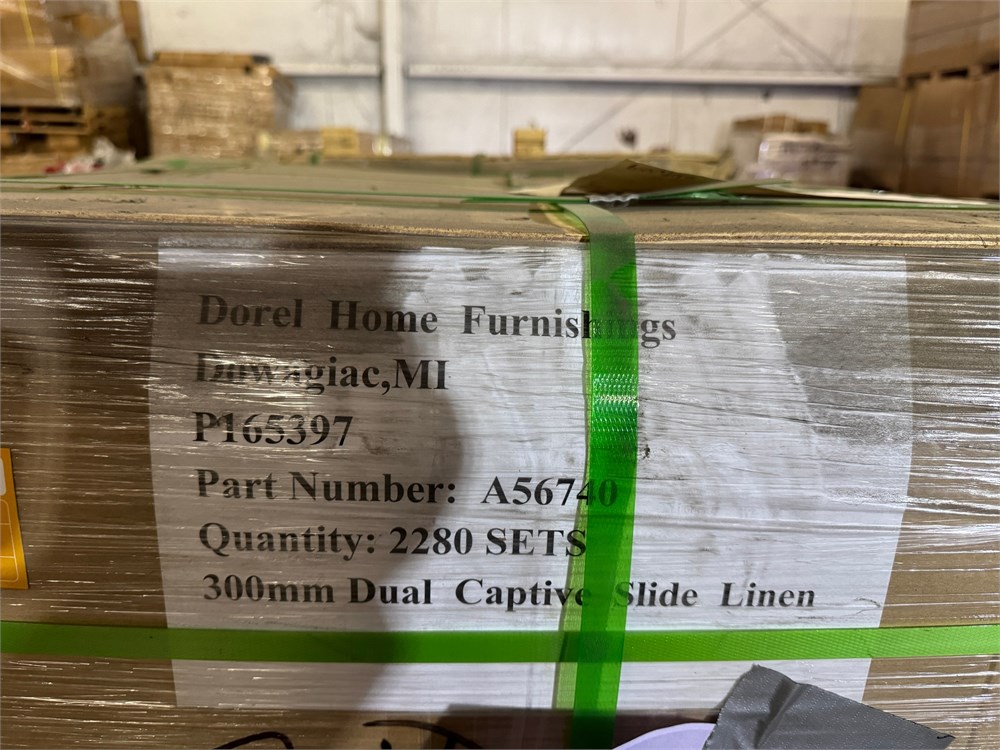 Dorel Home Furnishings
Dowagiac,MI
P165397
Part Number: A56740
Quantity: 2280 SETS
300mm Dual Captive Slide Linen